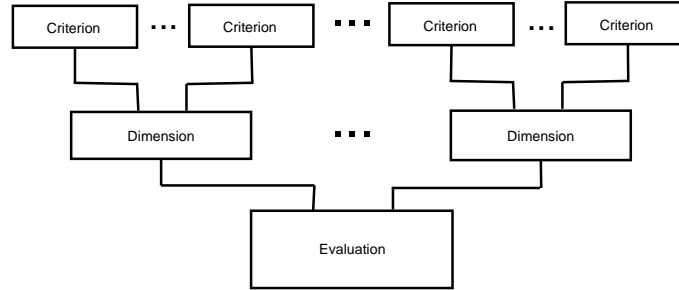 Criterion ... Criterion ... Criterion ... Criterion
Dimension ... Dimension
Evaluation